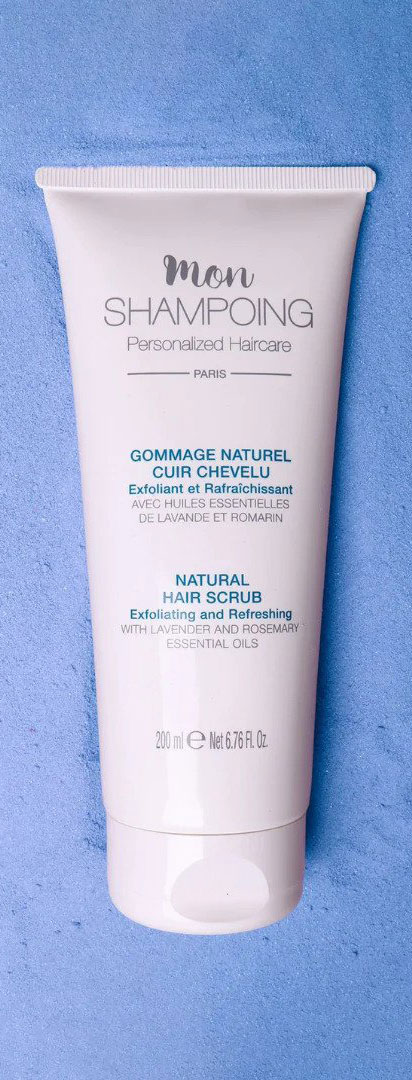 mon
SHAMPOING
Personalized Haircare
PARIS
GOMMAGE NATUREL
CUIR CHEVELU
Exfoliant et Rafraîchissant
AVEC HUILES ESSENTIELLES
DE LAVANDE ET ROMARIN
NATURAL
HAIR SCRUB
Exfoliating and Refreshing
WITH LAVENDER AND ROSEMARY
ESSENTIAL OILS
200 ml ℮ Net 6.76 Fl. Oz.